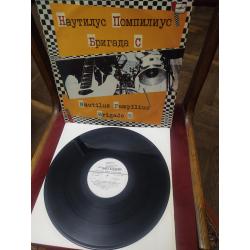 Наутилус Помпилиус
Бригада С
Nautilus Pompilius
Brigada S